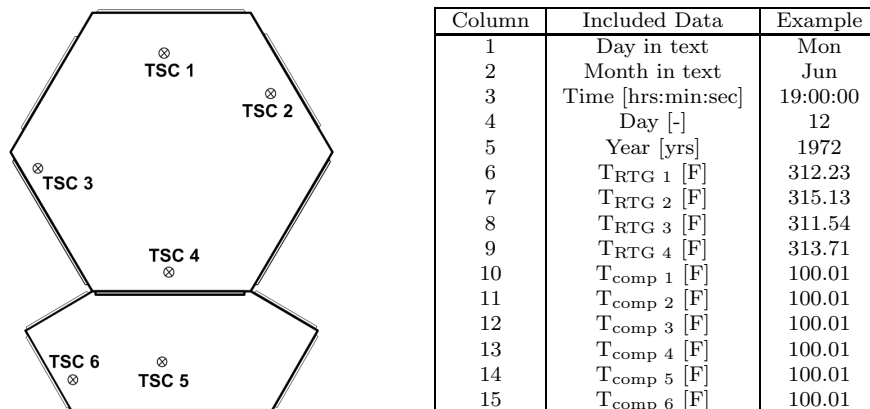 TSC 1
TSC 2
TSC 3
TSC 4
TSC 6
TSC 5
Column Included Data Example
1 Day in text Mon
2 Month in text Jun
3 Time [hrs:min:sec] 19:00:00
4 Day [-] 12
5 Year [yrs] 1972
6 T_RTG 1 [F] 312.23
7 T_RTG 2 [F] 315.13
8 T_RTG 3 [F] 311.54
9 T_RTG 4 [F] 313.71
10 T_comp 1 [F] 100.01
11 T_comp 2 [F] 100.01
12 T_comp 3 [F] 100.01
13 T_comp 4 [F] 100.01
14 T_comp 5 [F] 100.01
15 T_comp 6 [F] 100.01